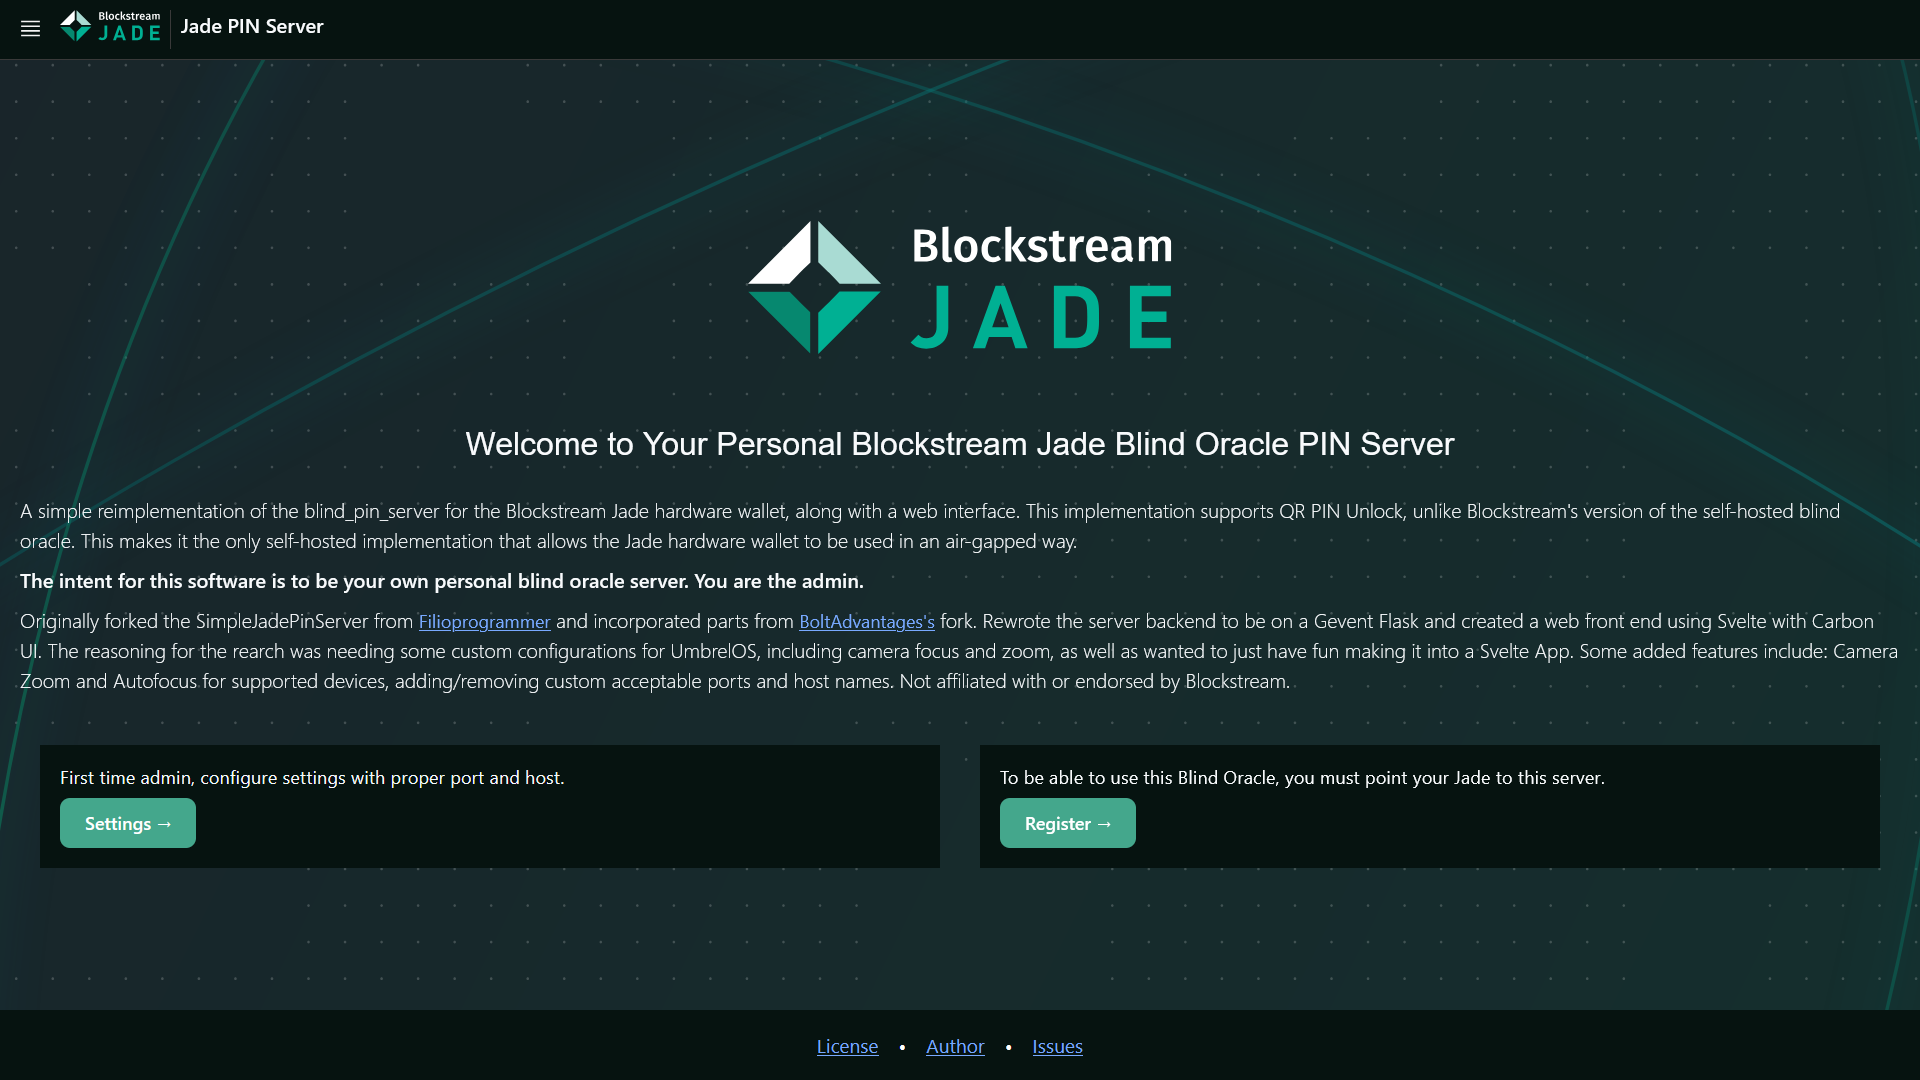 Blockstream
JADE
Jade PIN Server
Blockstream
JADE
Welcome to Your Personal Blockstream Jade Blind Oracle PIN Server
A simple reimplementation of the blind_pin_server for the Blockstream Jade hardware wallet, along with a web interface. This implementation supports QR PIN Unlock, unlike Blockstream's version of the self-hosted blind
oracle. This makes it the only self-hosted implementation that allows the Jade hardware wallet to be used in an air-gapped way.
The intent for this software is to be your own personal blind oracle server. You are the admin.
Originally forked the SimpleJadePinServer from Filioprogrammer and incorporated parts from BoltAdvantages's fork. Rewrote the server backend to be on a Gevent Flask and created a web front end using Svelte with Carbon
UI. The reasoning for the rearch was needing some custom configurations for UmbrelOS, including camera focus and zoom, as well as wanted to just have fun making it into a Svelte App. Some added features include: Camera
Zoom and Autofocus for supported devices, adding/removing custom acceptable ports and host names. Not affiliated with or endorsed by Blockstream.
First time admin, configure settings with proper port and host.
Settings →
To be able to use this Blind Oracle, you must point your Jade to this server.
Register →
License • Author • Issues